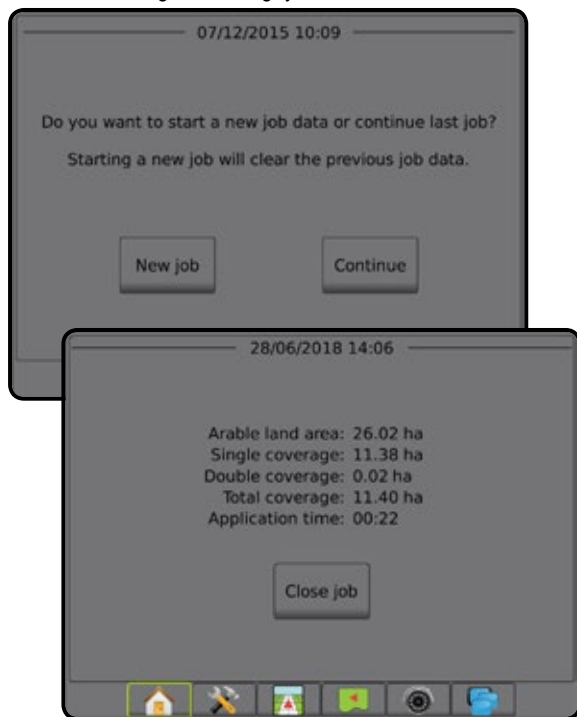 07/12/2015 10:09
Do you want to start a new job data or continue last job?
Starting a new job will clear the previous job data.
New job
Continue
28/06/2018 14:06
Arable land area: 26.02 ha
Single coverage: 11.38 ha
Double coverage: 0.02 ha
Total coverage: 11.40 ha
Application time: 00:22
Close job